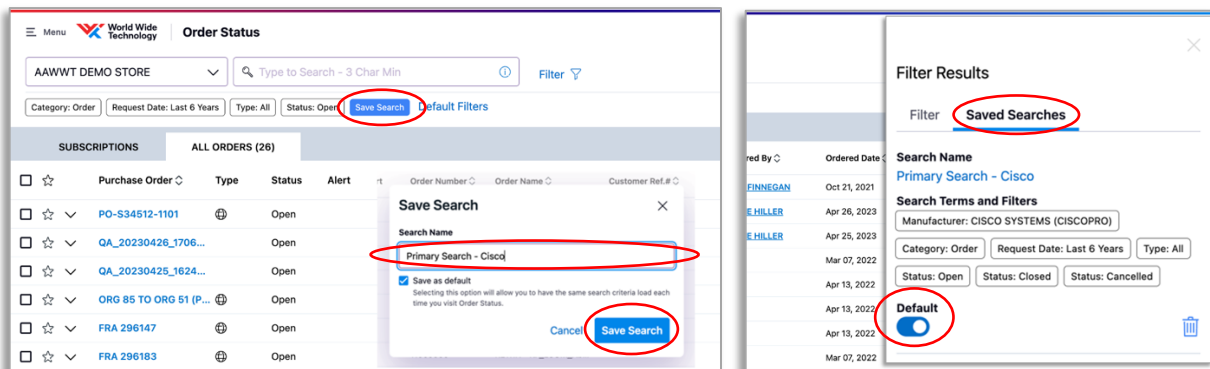 Menu
World Wide
Technology
Order Status
AAWWT DEMO STORE
Type to Search - 3 Char Min
Filter
Category: Order
Request Date: Last 6 Years
Type: All
Status: Open
Save Search
Default Filters
SUBSCRIPTIONS
ALL ORDERS (26)
Purchase Order Type Status Alert Order Number Order Name Customer Ref.#
PO-S34512-1101 Open
QA_20230426_1706... Open
QA_20230425_1624... Open
ORG 85 TO ORG 51 (P... Open
FRA 296147 Open
FRA 296183 Open
Save Search
Search Name
Primary Search - Cisco
Save as default
Selecting this option will allow you to have the same search criteria load each
time you visit Order Status.
Cancel
Save Search
red By Ordered Date
FINNEGAN Oct 21, 2021
E HILLER Apr 26, 2023
E HILLER Apr 25, 2023
Mar 07, 2022
Apr 13, 2022
Apr 13, 2022
Apr 13, 2022
Mar 07, 2022
Filter Results
Filter
Saved Searches
Search Name
Primary Search - Cisco
Search Terms and Filters
Manufacturer: CISCO SYSTEMS (CISCOPRO)
Category: Order
Request Date: Last 6 Years
Type: All
Status: Open
Status: Closed
Status: Cancelled
Default